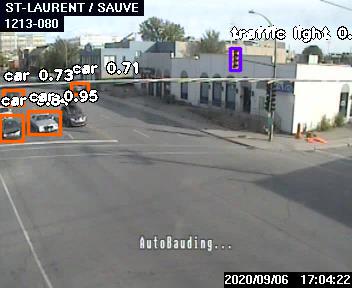 ST-LAURENT / SAUVE
1213-080
traffic light 0.
car 0.73
car 0.71
car 0.95
AutoBauding...
2020/09/06 17:04:22